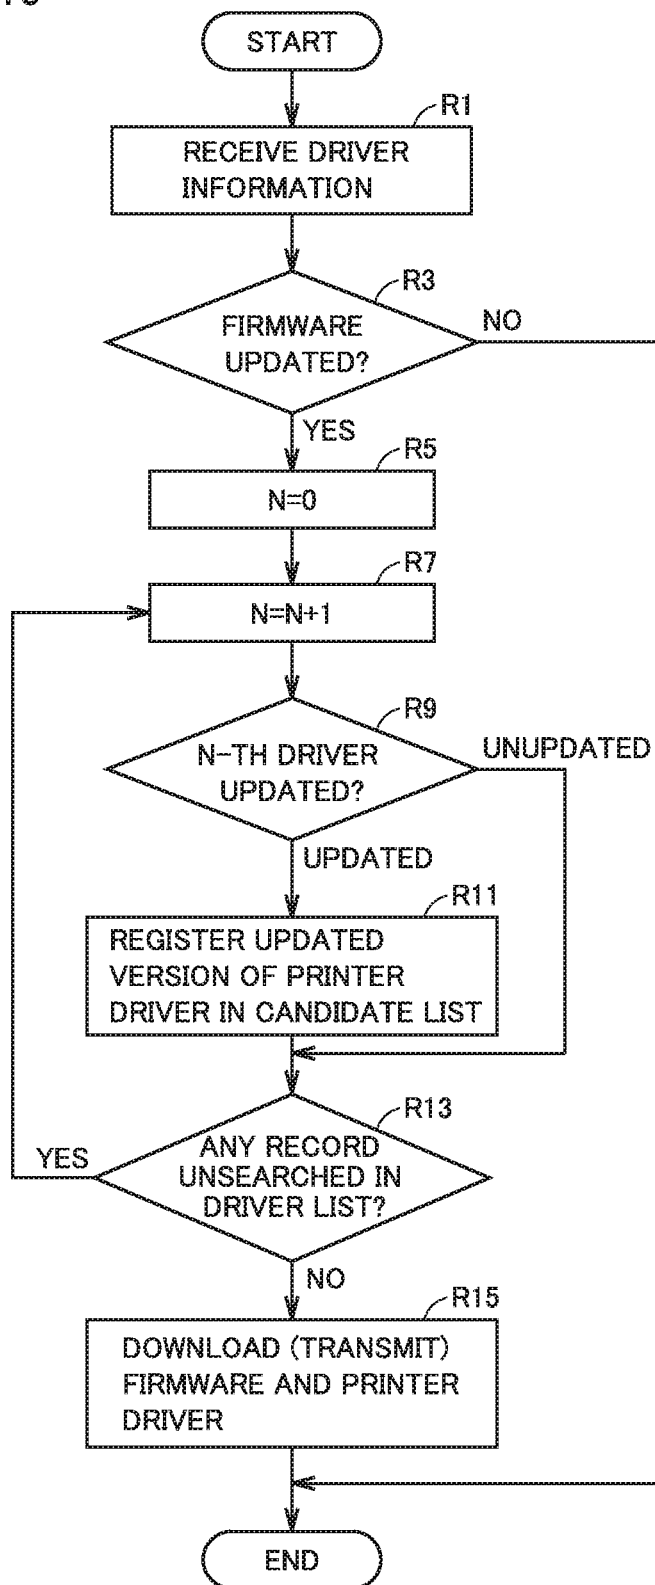 START
R1
RECEIVE DRIVER
INFORMATION
R3
FIRMWARE
UPDATED?
NO
YES
R5
N=0
R7
N=N+1
R9
N-TH DRIVER
UPDATED?
UNUPDATED
UPDATED
R11
REGISTER UPDATED
VERSION OF PRINTER
DRIVER IN CANDIDATE LIST
R13
ANY RECORD
UNSEARCHED IN
DRIVER LIST?
YES
NO
R15
DOWNLOAD (TRANSMIT)
FIRMWARE AND PRINTER
DRIVER
END